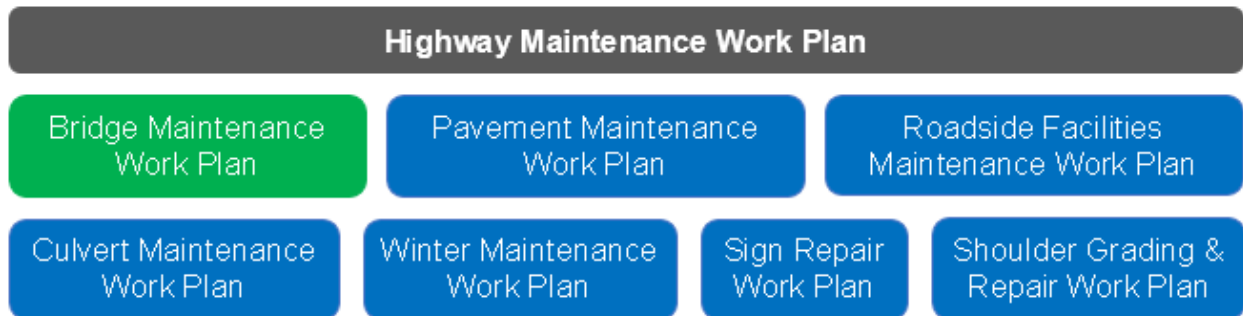 Highway Maintenance Work Plan
Bridge Maintenance
Work Plan
Pavement Maintenance
Work Plan
Roadside Facilities
Maintenance Work Plan
Culvert Maintenance
Work Plan
Winter Maintenance
Work Plan
Sign Repair
Work Plan
Shoulder Grading &
Repair Work Plan